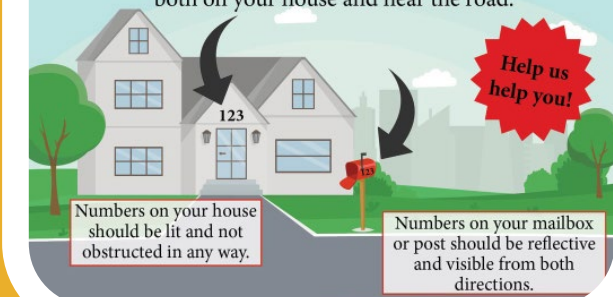 both on your house and near the road.
Help us
help you!
123
123
Numbers on your house
should be lit and not
obstructed in any way.
Numbers on your mailbox
or post should be reflective
and visible from both
directions.